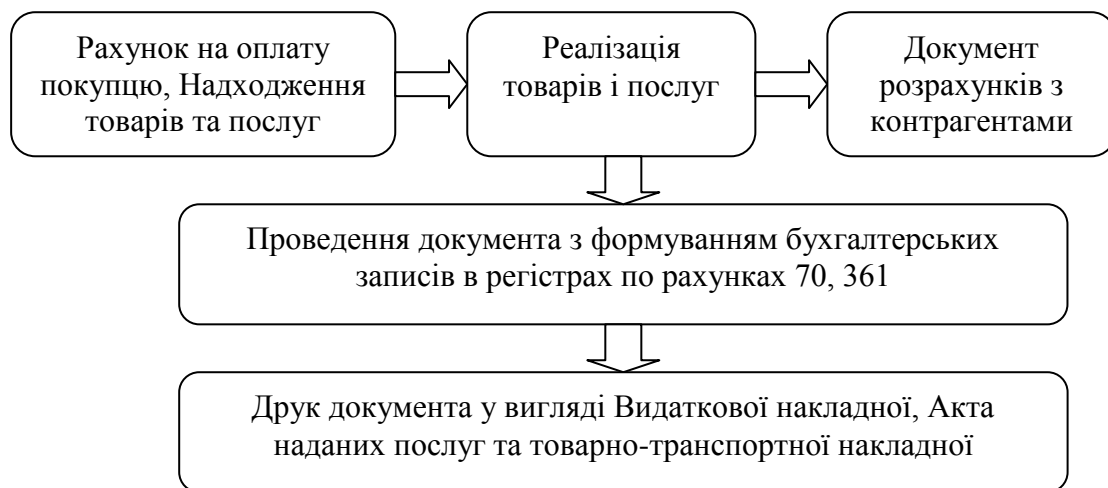 Рахунок на оплату
покупцю, Надходження
товарів та послуг
Реалізація
товарів і послуг
Документ
розрахунків з
контрагентами
Проведення документа з формуванням бухгалтерських
записів в регістрах по рахунках 70, 361
Друк документа у вигляді Видаткової накладної, Акта
наданих послуг та товарно-транспортної накладної